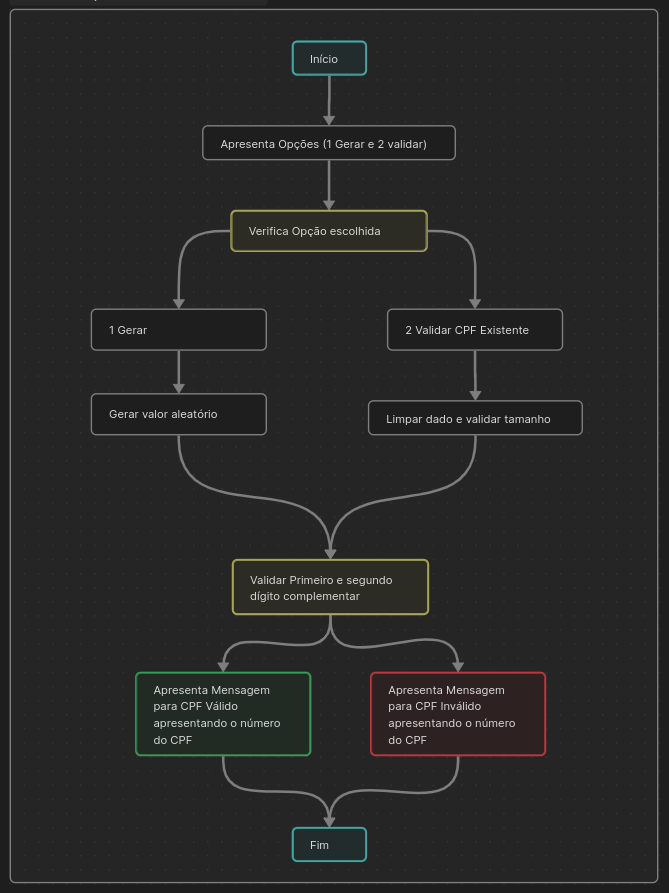 Início
Apresenta Opções (1 Gerar e 2 validar)
Verifica Opção escolhida
1 Gerar
2 Validar CPF Existente
Gerar valor aleatório
Limpar dado e validar tamanho
Validar Primeiro e segundo
dígito complementar
Apresenta Mensagem
para CPF Válido
apresentando o número
do CPF
Apresenta Mensagem
para CPF Inválido
apresentando o número
do CPF
Fim